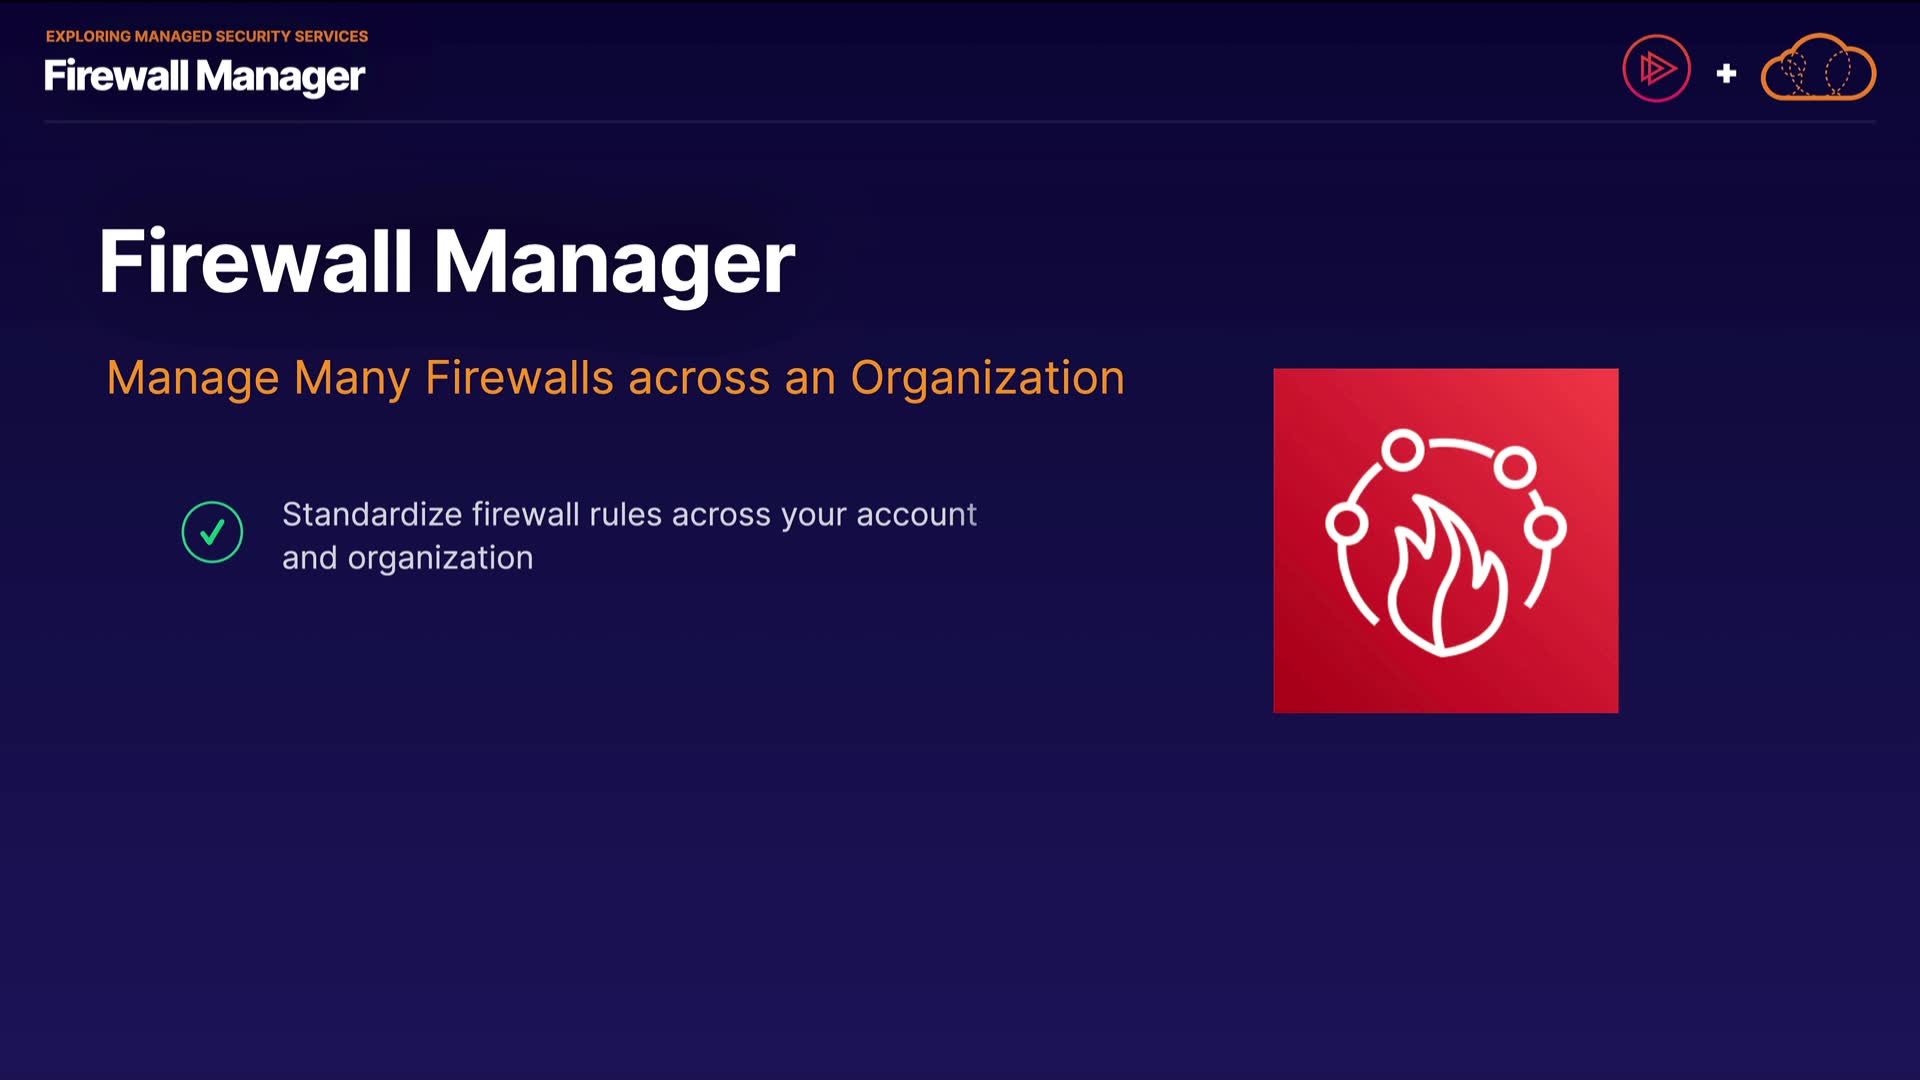 EXPLORING MANAGED SECURITY SERVICES
Firewall Manager
Firewall Manager
Manage Many Firewalls across an Organization
Standardize firewall rules across your account
and organization